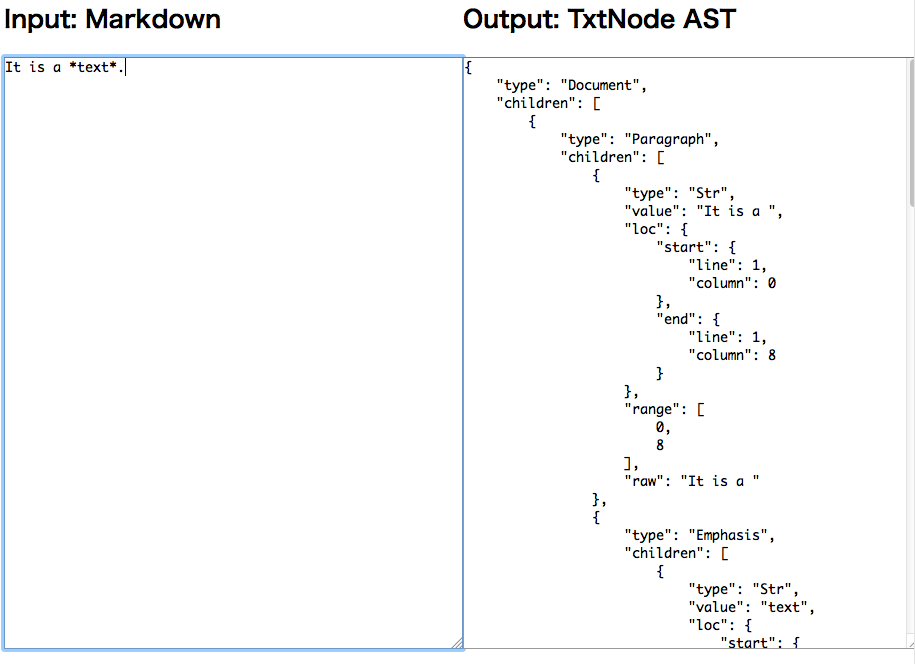 Input: Markdown
Output: TxtNode AST
It is a *text*.
{
    "type": "Document",
    "children": [
        {
            "type": "Paragraph",
            "children": [
                {
                    "type": "Str",
                    "value": "It is a ",
                    "loc": {
                        "start": {
                            "line": 1,
                            "column": 0
                        },
                        "end": {
                            "line": 1,
                            "column": 8
                        }
                    },
                    "range": [
                        0,
                        8
                    ],
                    "raw": "It is a "
                },
                {
                    "type": "Emphasis",
                    "children": [
                        {
                            "type": "Str",
                            "value": "text",
                            "loc": {
                                "start": {